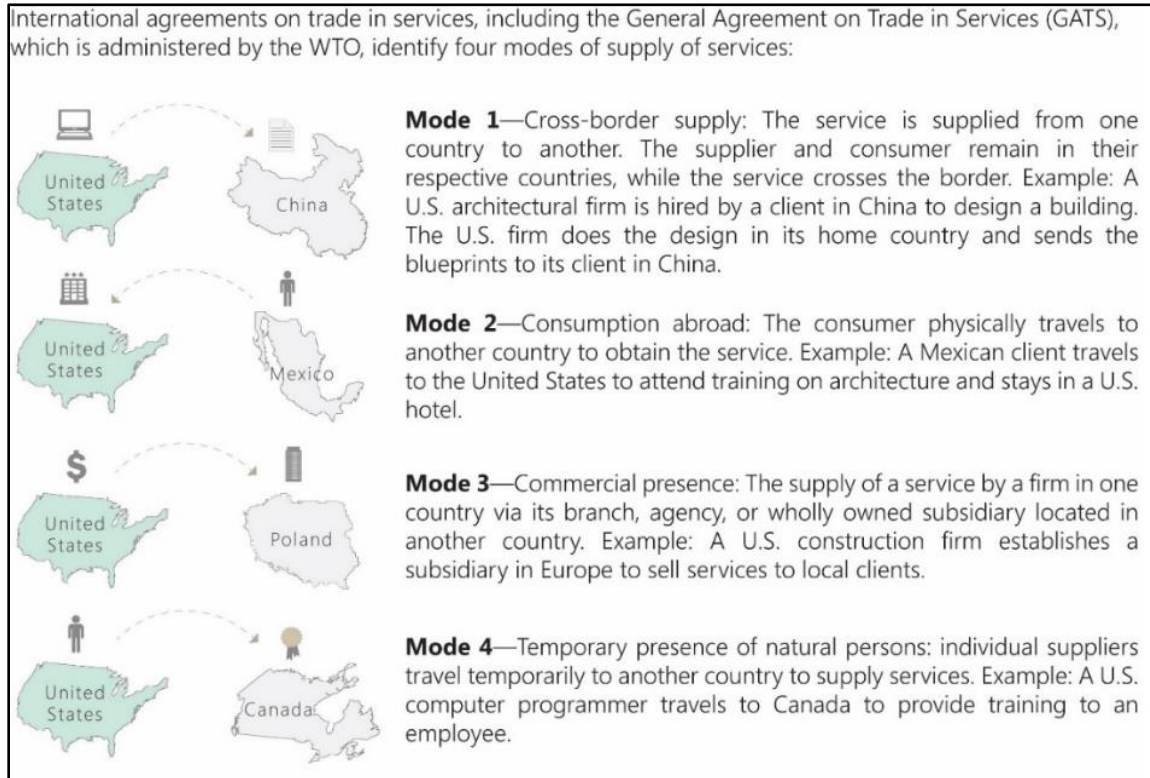 International agreements on trade in services, including the General Agreement on Trade in Services (GATS),
which is administered by the WTO, identify four modes of supply of services:
United
States
China
Mode 1—Cross-border supply: The service is supplied from one
country to another. The supplier and consumer remain in their
respective countries, while the service crosses the border. Example: A
U.S. architectural firm is hired by a client in China to design a building.
The U.S. firm does the design in its home country and sends the
blueprints to its client in China.
United
States
Mexico
Mode 2—Consumption abroad: The consumer physically travels to
another country to obtain the service. Example: A Mexican client travels
to the United States to attend training on architecture and stays in a U.S.
hotel.
$
United
States
Poland
Mode 3—Commercial presence: The supply of a service by a firm in one
country via its branch, agency, or wholly owned subsidiary located in
another country. Example: A U.S. construction firm establishes a
subsidiary in Europe to sell services to local clients.
United
States
Canada
Mode 4—Temporary presence of natural persons: individual suppliers
travel temporarily to another country to supply services. Example: A U.S.
computer programmer travels to Canada to provide training to an
employee.